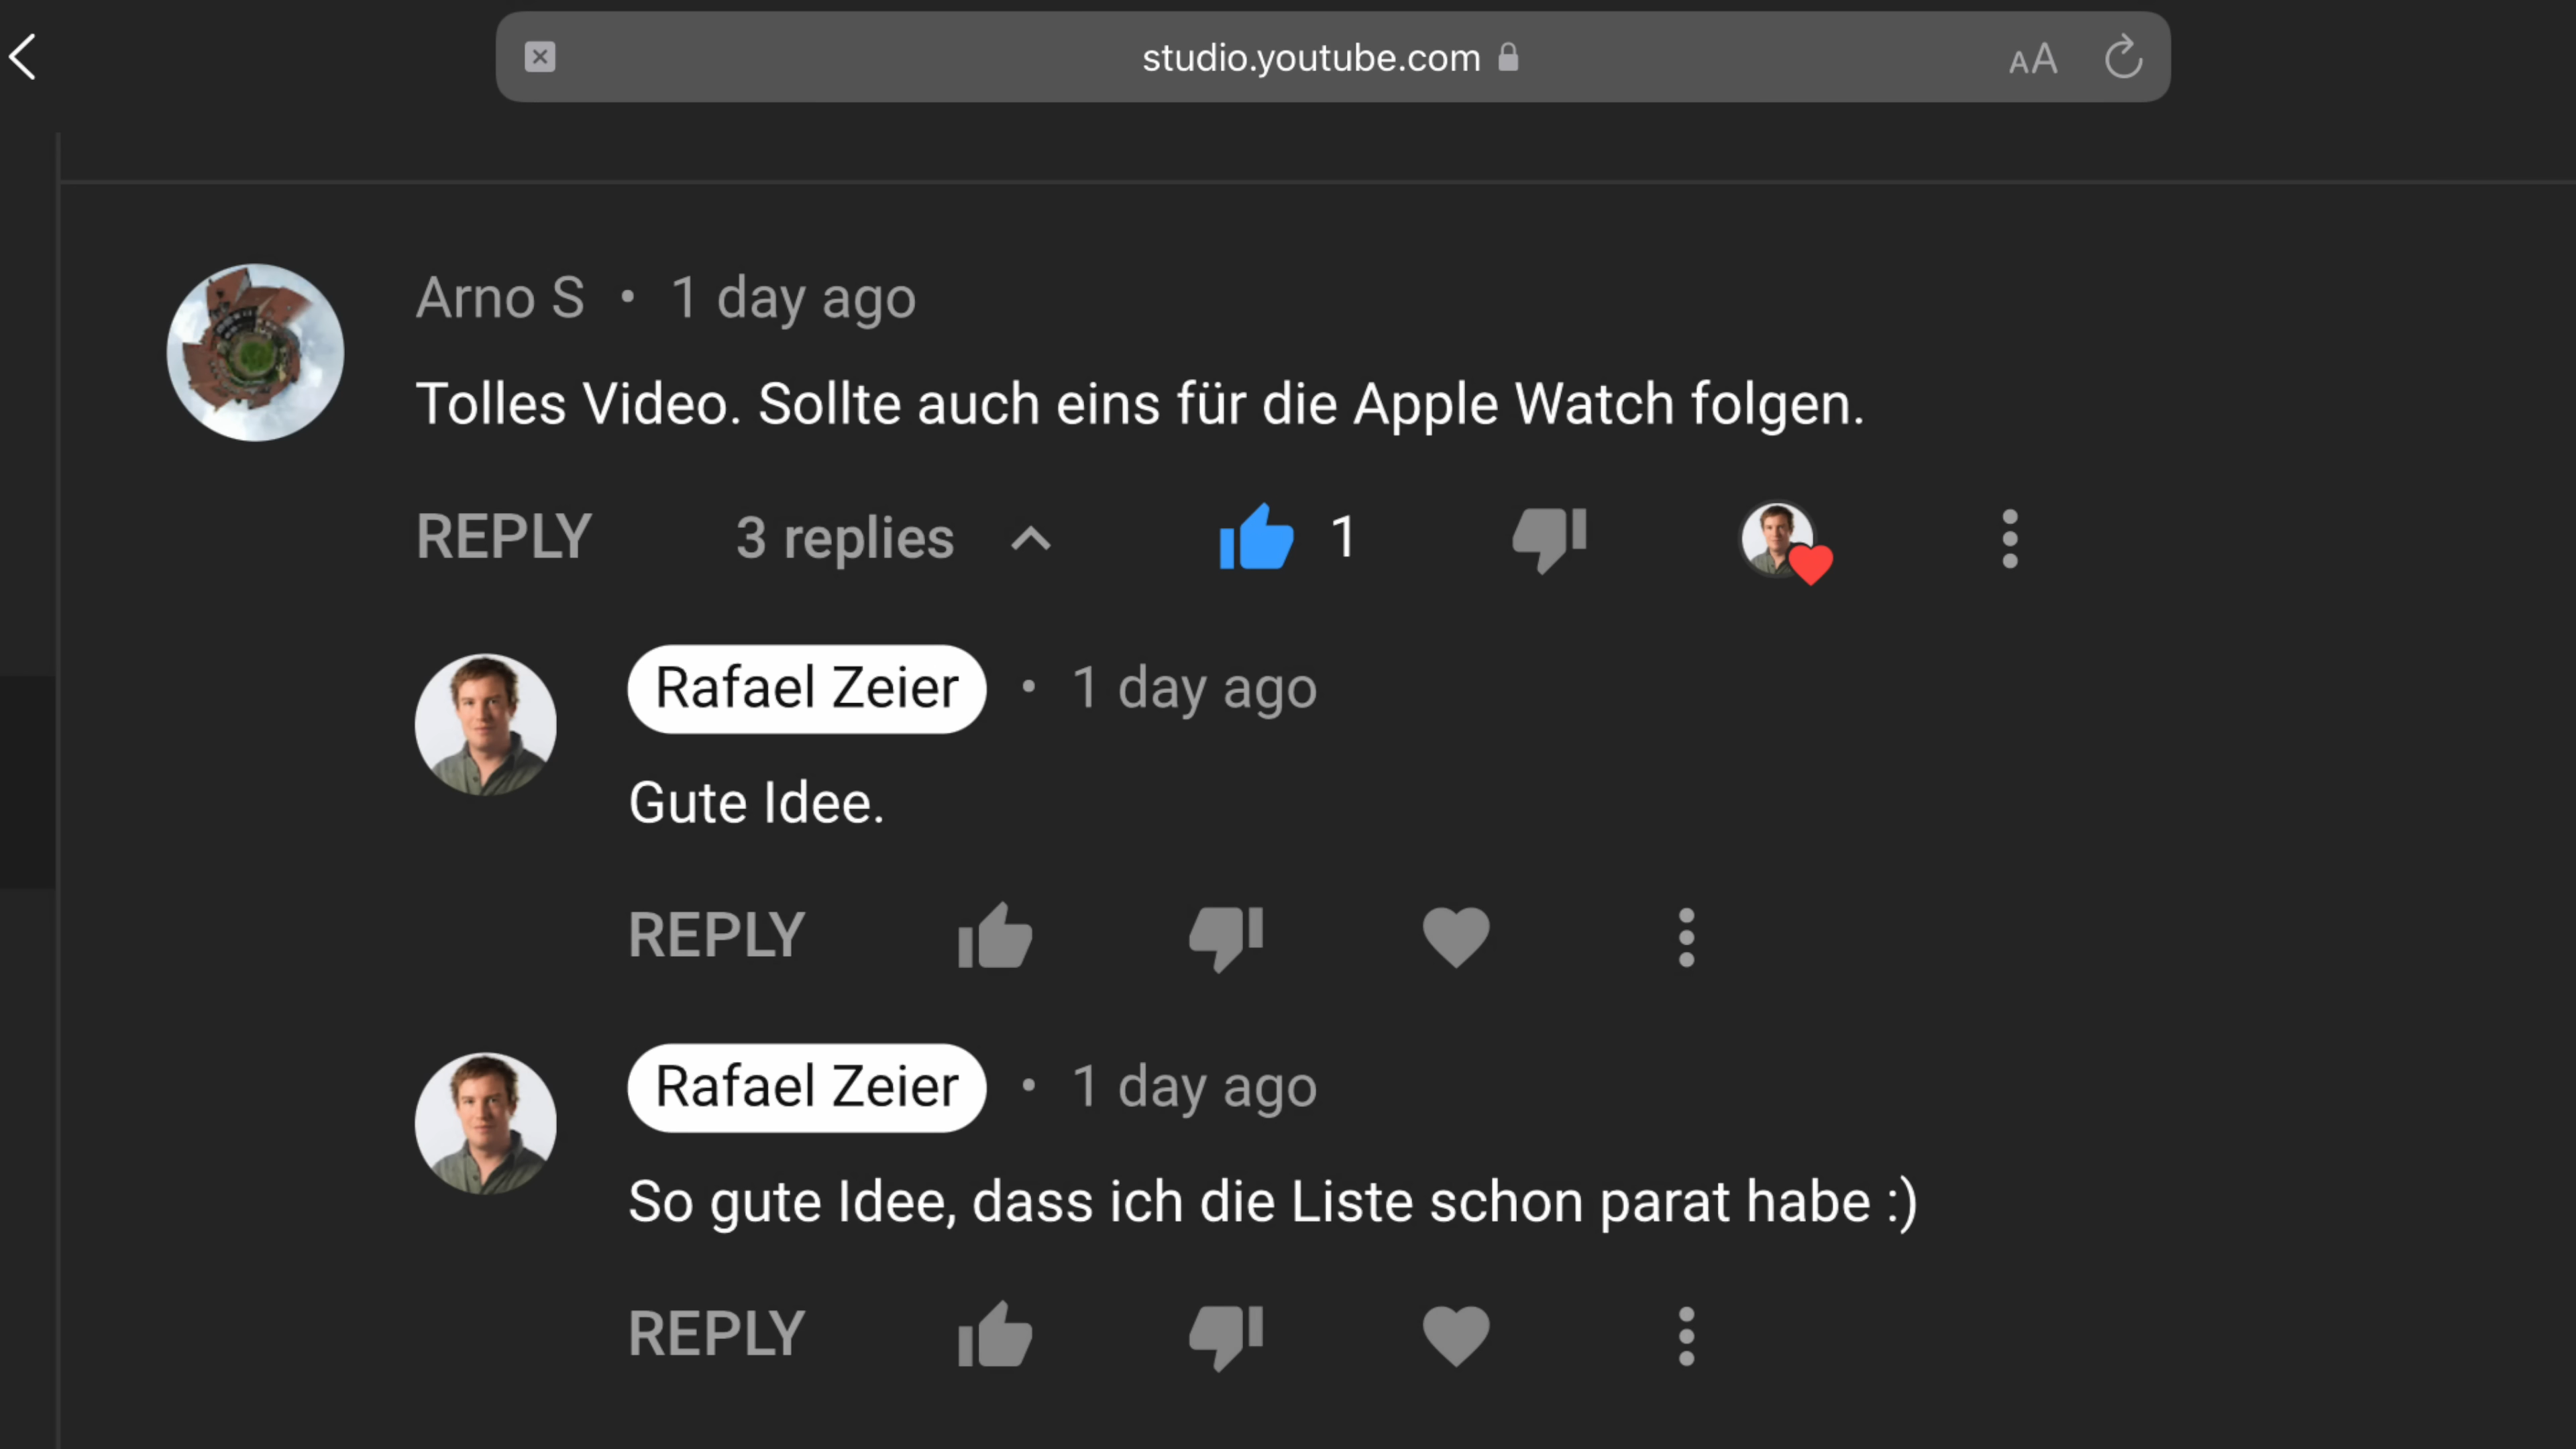 studio.youtube.com
AA
Arno S • 1 day ago
Tolles Video. Sollte auch eins für die Apple Watch folgen.
REPLY 3 replies 1
Rafael Zeier • 1 day ago
Gute Idee.
REPLY
Rafael Zeier • 1 day ago
So gute Idee, dass ich die Liste schon parat habe :)
REPLY